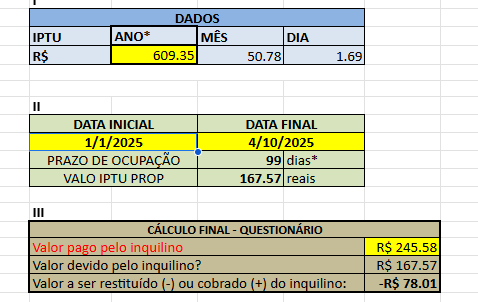 I
DADOS
IPTU ANO* MÊS DIA
R$ 609.35 50.78 1.69
II
DATA INICIAL DATA FINAL
1/1/2025 4/10/2025
PRAZO DE OCUPAÇÃO 99 dias*
VALO IPTU PROP 167.57 reais
III
CÁLCULO FINAL - QUESTIONÁRIO
Valor pago pelo inquilino R$ 245.58
Valor devido pelo inquilino? R$ 167.57
Valor a ser restituído (-) ou cobrado (+) do inquilino: -R$ 78.01